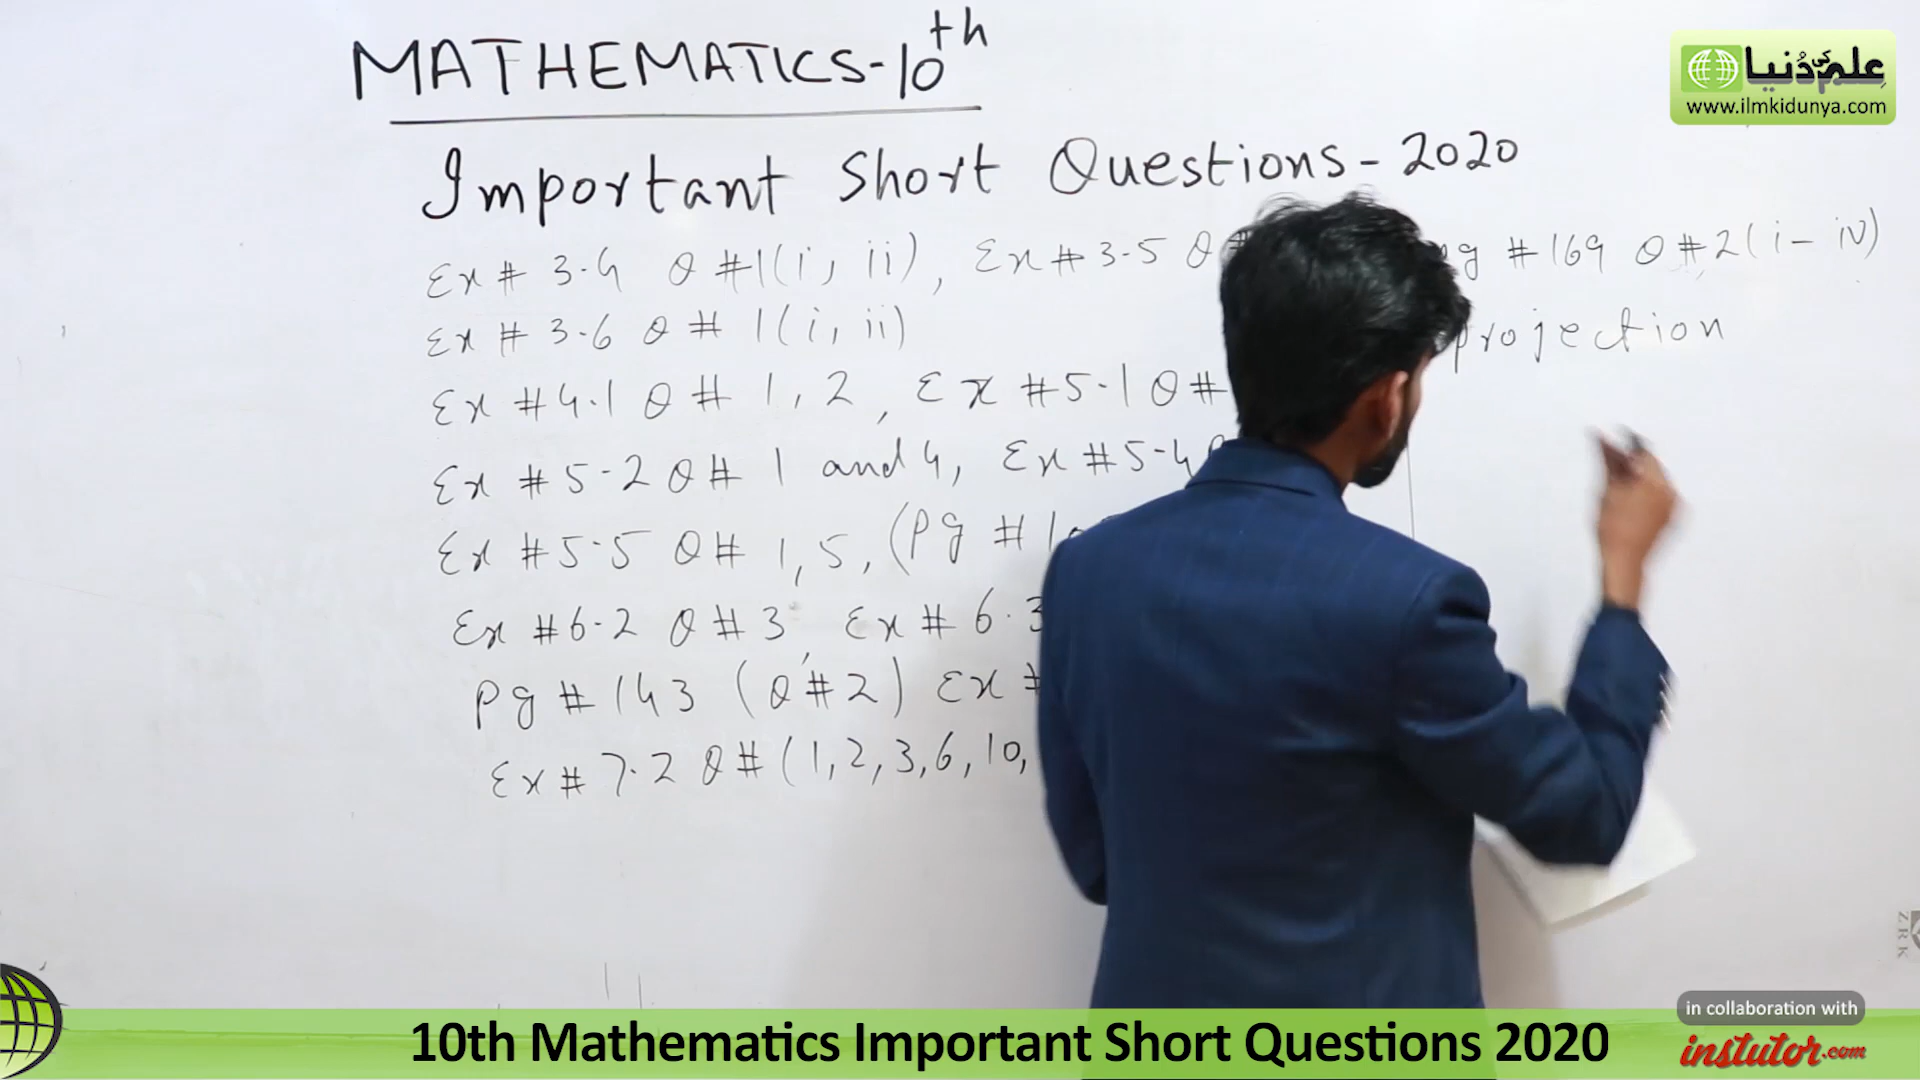 MATHEMATICS-10th
Important Short Questions-2020
Ex # 3.4 Q #1(i, ii), Ex # 3.5 Q #
Ex # 3.6 Q # 1(i, ii)
Ex #4.1 Q # 1, 2, Ex #5.1 Q #
Ex #5.2 Q# 1 and 4, Ex #5.4
Ex #5.5 Q# 1, 5, (Pg #
Ex #6.2 Q #3, Ex # 6.3
Pg # 143 (Q#2) Ex #
Ex # 7.2 Q #(1,2,3,6,10,
Pg #169 Q #2(i - iv)
projection
علم کی دُنیا
www.ilmkidunya.com
ZRK
10th Mathematics Important Short Questions 2020
in collaboration with
instutor.com